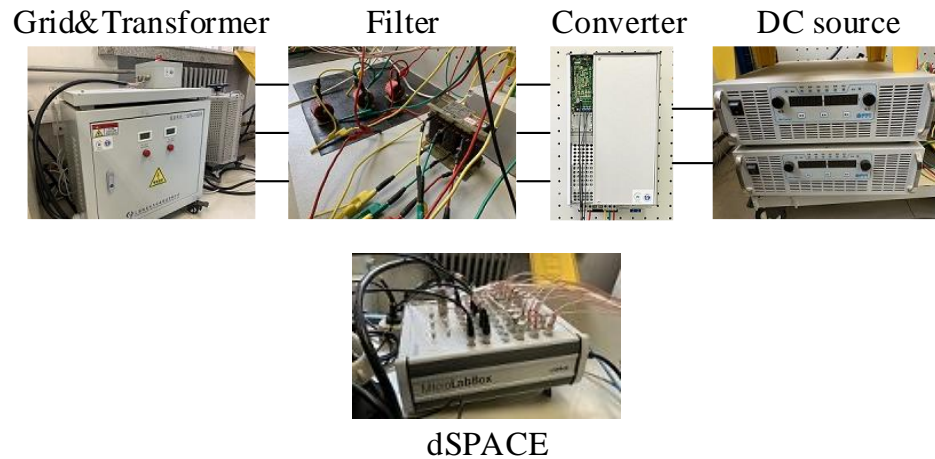 Grid&Transformer
Filter
Converter
DC source
MicroLabBox
dSPACE